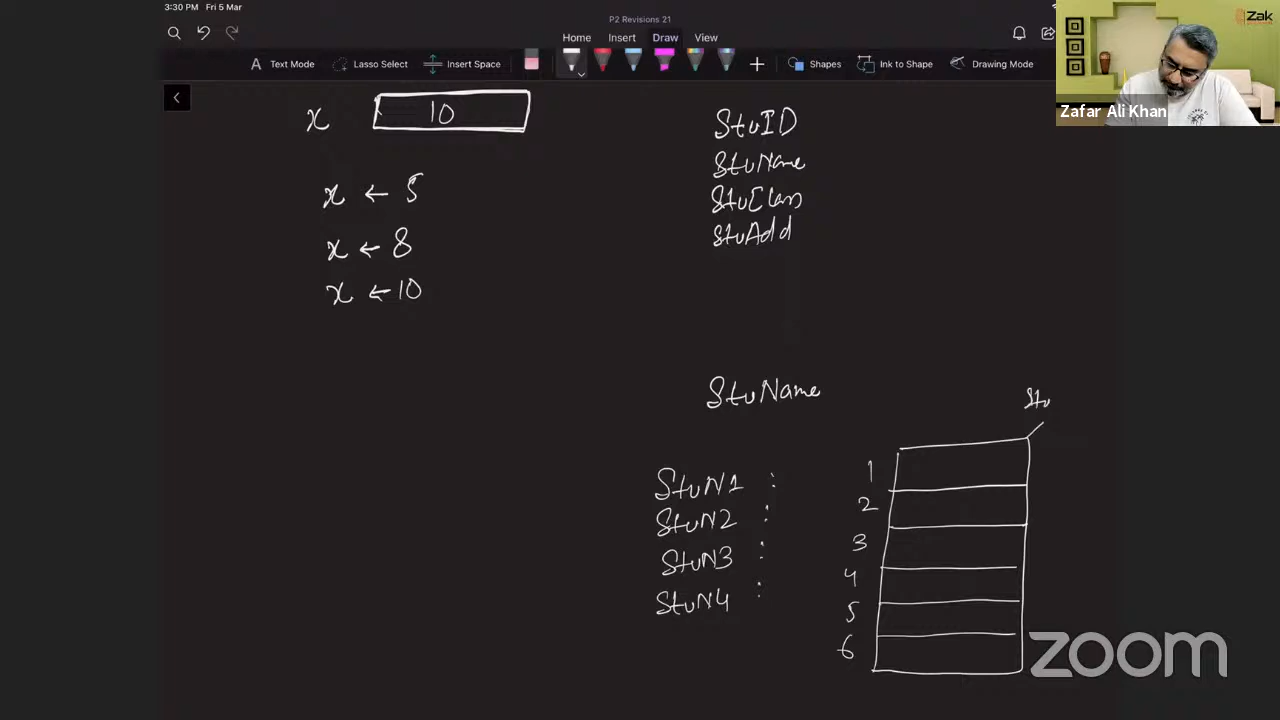 3:30 PM Fri 5 Mar
P2 Revisions 21
Home Insert Draw View
Text Mode Lasso Select Insert Space Shapes Ink to Shape Drawing Mode
Zak
Zafar Ali Khan
x 10
x ← 5
x ← 8
x ← 10
StuID
StuName
StuClass
StuAdd
StuName
Stu
StuN1 :
StuN2 :
StuN3 :
StuN4 :
1
2
3
4
5
6
zoom